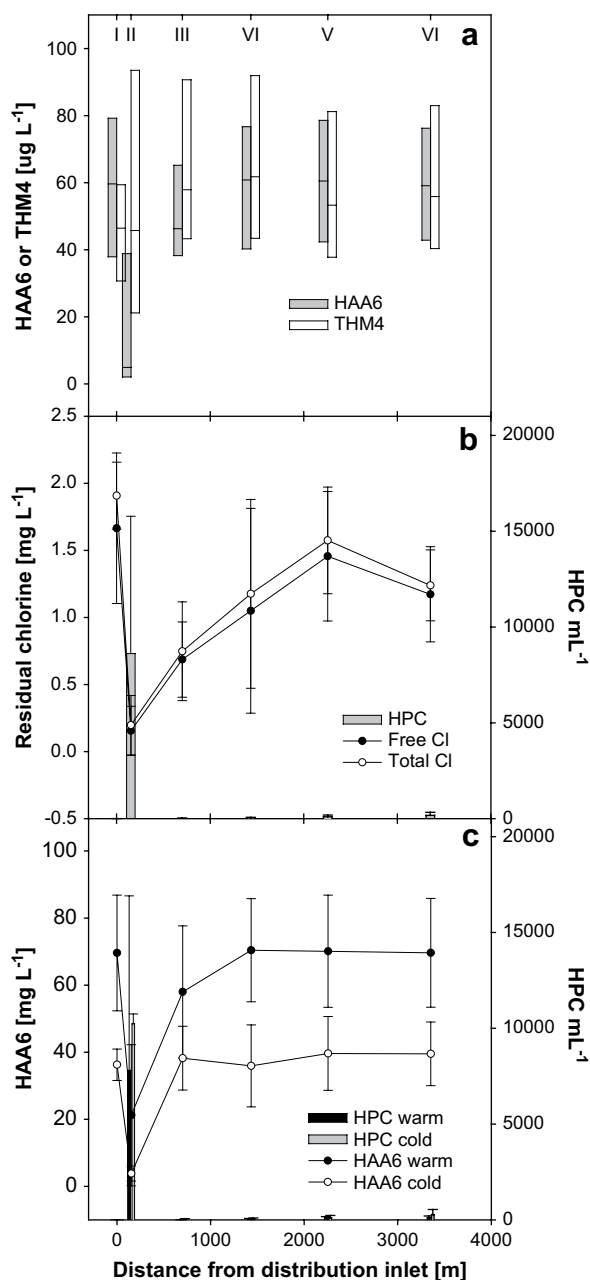 I II III VI V VI a
100
80
60
40
20
0
HAA6 or THM4 [ug L-1]
HAA6
THM4
b
2.5
2.0
1.5
1.0
0.5
0.0
-0.5
Residual chlorine [mg L-1]
20000
15000
10000
5000
0
HPC mL-1
HPC
Free Cl
Total Cl
c
100
80
60
40
20
0
HAA6 [mg L-1]
20000
15000
10000
5000
0
HPC mL-1
HPC warm
HPC cold
HAA6 warm
HAA6 cold
0 1000 2000 3000 4000
Distance from distribution inlet [m]